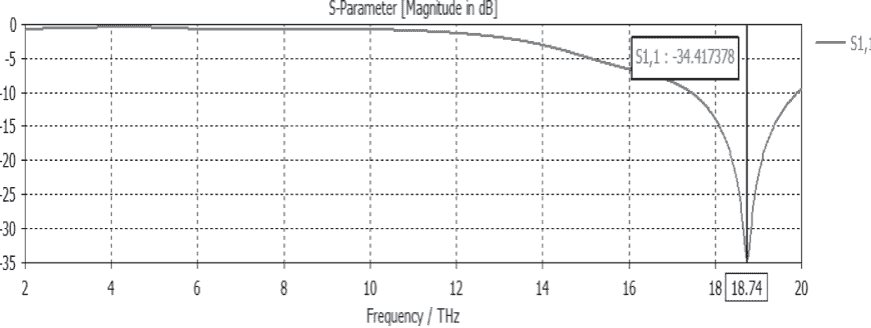 S-Parameter [Magnitude in dB]
0
-5
-10
-15
-20
-25
-30
-35
S1,1 : -34.417378
S1,
2 4 6 8 10 12 14 16 18 18.74 20
Frequency / THz